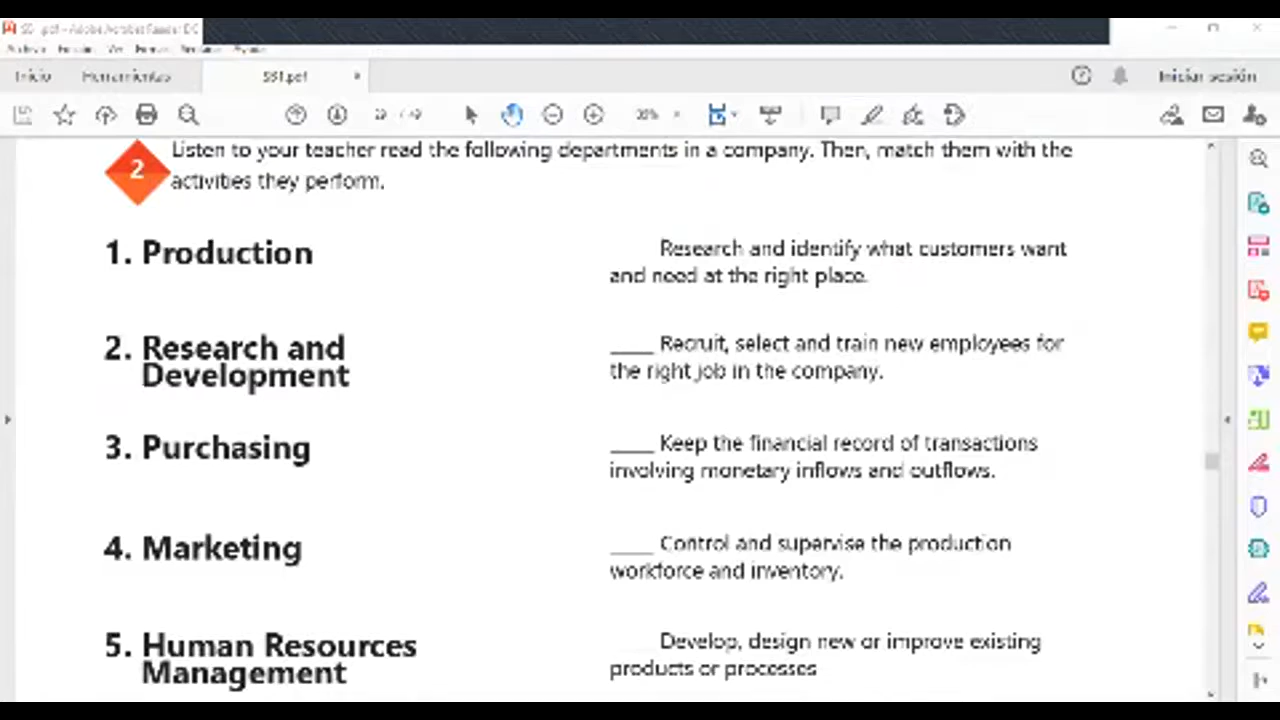 Inicio
Herramientas
SS1.pdf
Iniciar sesión
2
Listen to your teacher read the following departments in a company. Then, match them with the
activities they perform.
1. Production
Research and identify what customers want
and need at the right place.
2. Research and
Development
____ Recruit, select and train new employees for
the right job in the company.
3. Purchasing
____ Keep the financial record of transactions
involving monetary inflows and outflows.
4. Marketing
____ Control and supervise the production
workforce and inventory.
5. Human Resources
Management
Develop, design new or improve existing
products or processes